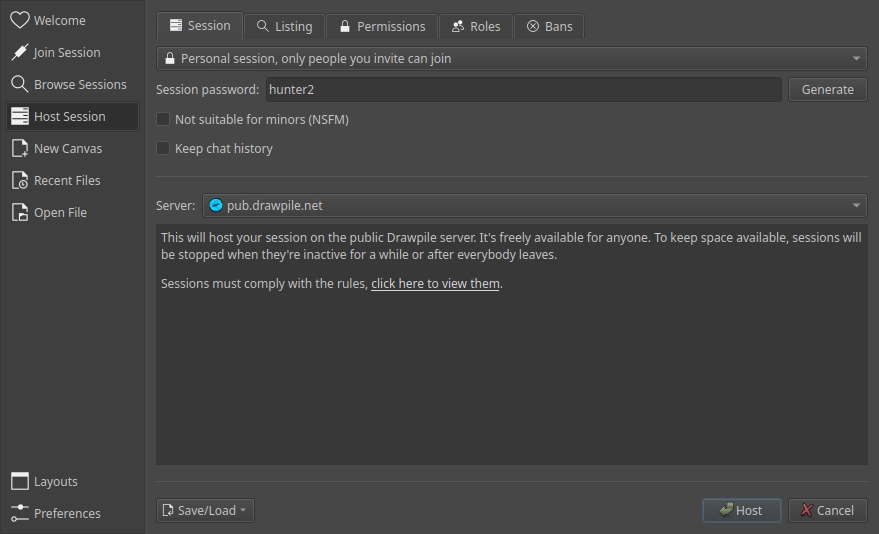 Welcome
Join Session
Browse Sessions
Host Session
New Canvas
Recent Files
Open File
Layouts
Preferences
Session
Listing
Permissions
Roles
Bans
Personal session, only people you invite can join
Session password: hunter2 Generate
Not suitable for minors (NSFM)
Keep chat history
Server: pub.drawpile.net
This will host your session on the public Drawpile server. It's freely available for anyone. To keep space available, sessions will
be stopped when they're inactive for a while or after everybody leaves.
Sessions must comply with the rules, click here to view them.
Save/Load
Host
Cancel